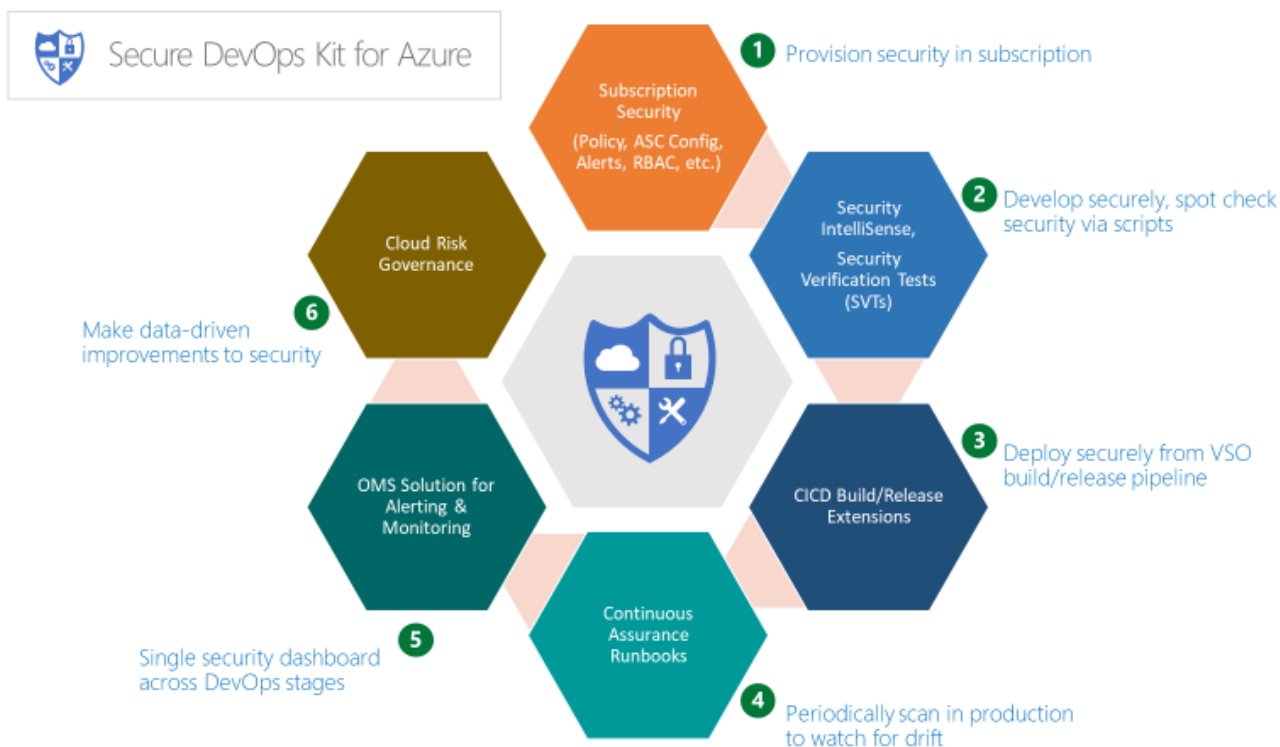 Secure DevOps Kit for Azure
1
Provision security in subscription
Subscription
Security
(Policy, ASC Config,
Alerts, RBAC, etc.)
2
Develop securely, spot check
security via scripts
Security
IntelliSense,
Security
Verification Tests
(SVTs)
3
Deploy securely from VSO
build/release pipeline
CICD Build/Release
Extensions
4
Periodically scan in production
to watch for drift
Continuous
Assurance
Runbooks
5
Single security dashboard
across DevOps stages
OMS Solution for
Alerting &
Monitoring
6
Make data-driven
improvements to security
Cloud Risk
Governance